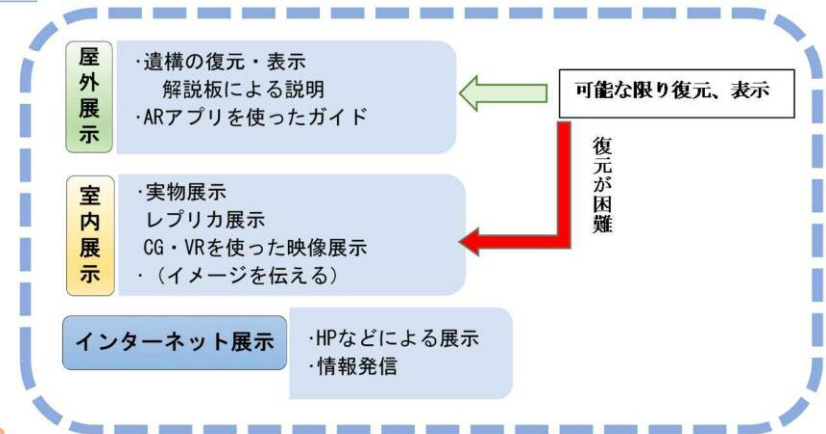 屋外展示
・遺構の復元・表示
解説板による説明
・ARアプリを使ったガイド
可能な限り復元、表示
復元が困難
室内展示
・実物展示
レプリカ展示
CG・VRを使った映像展示
・（イメージを伝える）
インターネット展示
・HPなどによる展示
・情報発信